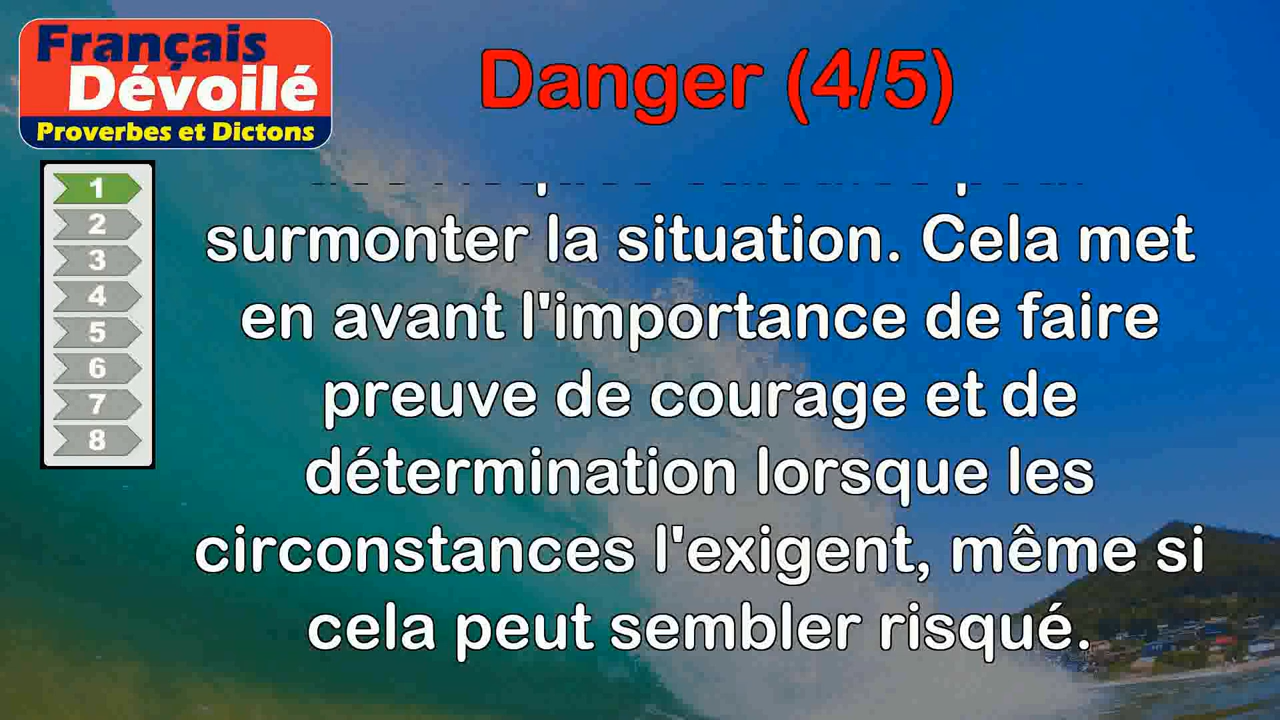 Français
Dévoilé
Proverbes et Dictons
Danger (4/5)
1
2
3
4
5
6
7
8
surmonter la situation. Cela met
en avant l'importance de faire
preuve de courage et de
détermination lorsque les
circonstances l'exigent, même si
cela peut sembler risqué.